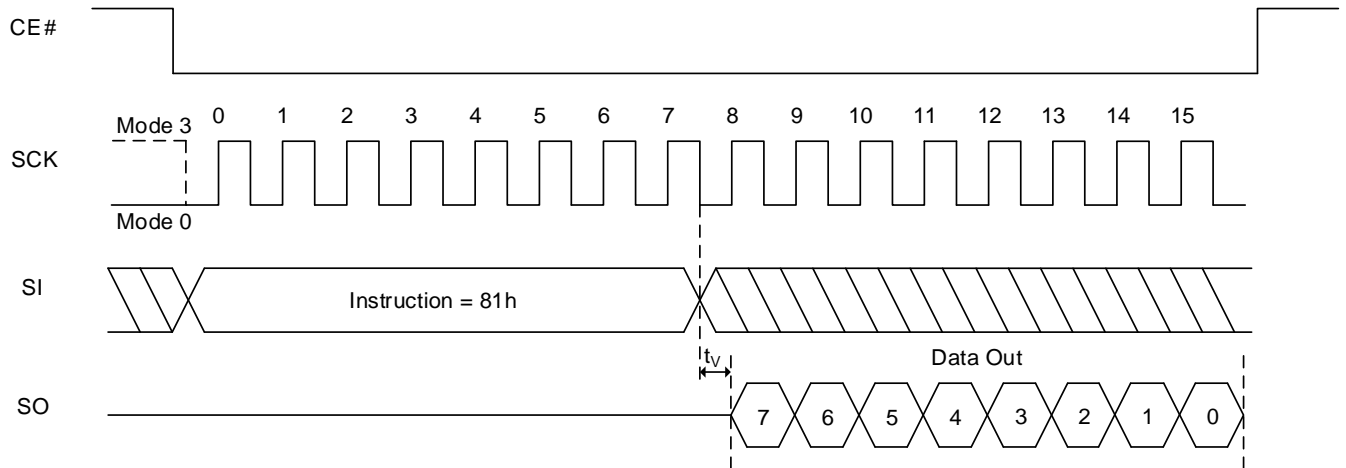 CE#
Mode 3 0 1 2 3 4 5 6 7 8 9 10 11 12 13 14 15
SCK
Mode 0
SI
Instruction = 81h
tV Data Out
SO
7 6 5 4 3 2 1 0